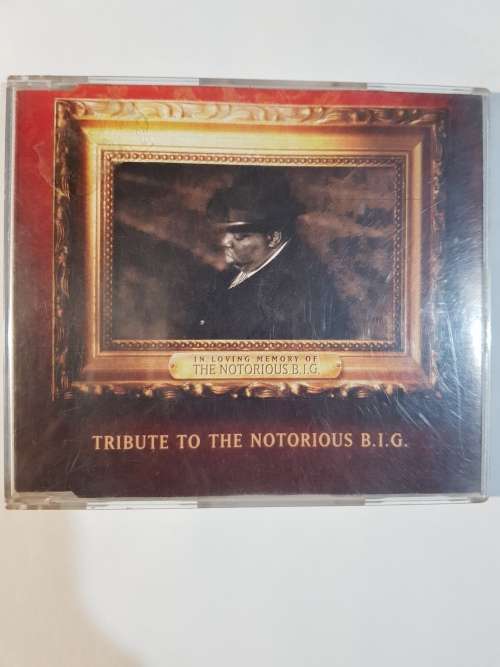 IN LOVING MEMORY OF
THE NOTORIOUS B.I.G.
TRIBUTE TO THE NOTORIOUS B.I.G.